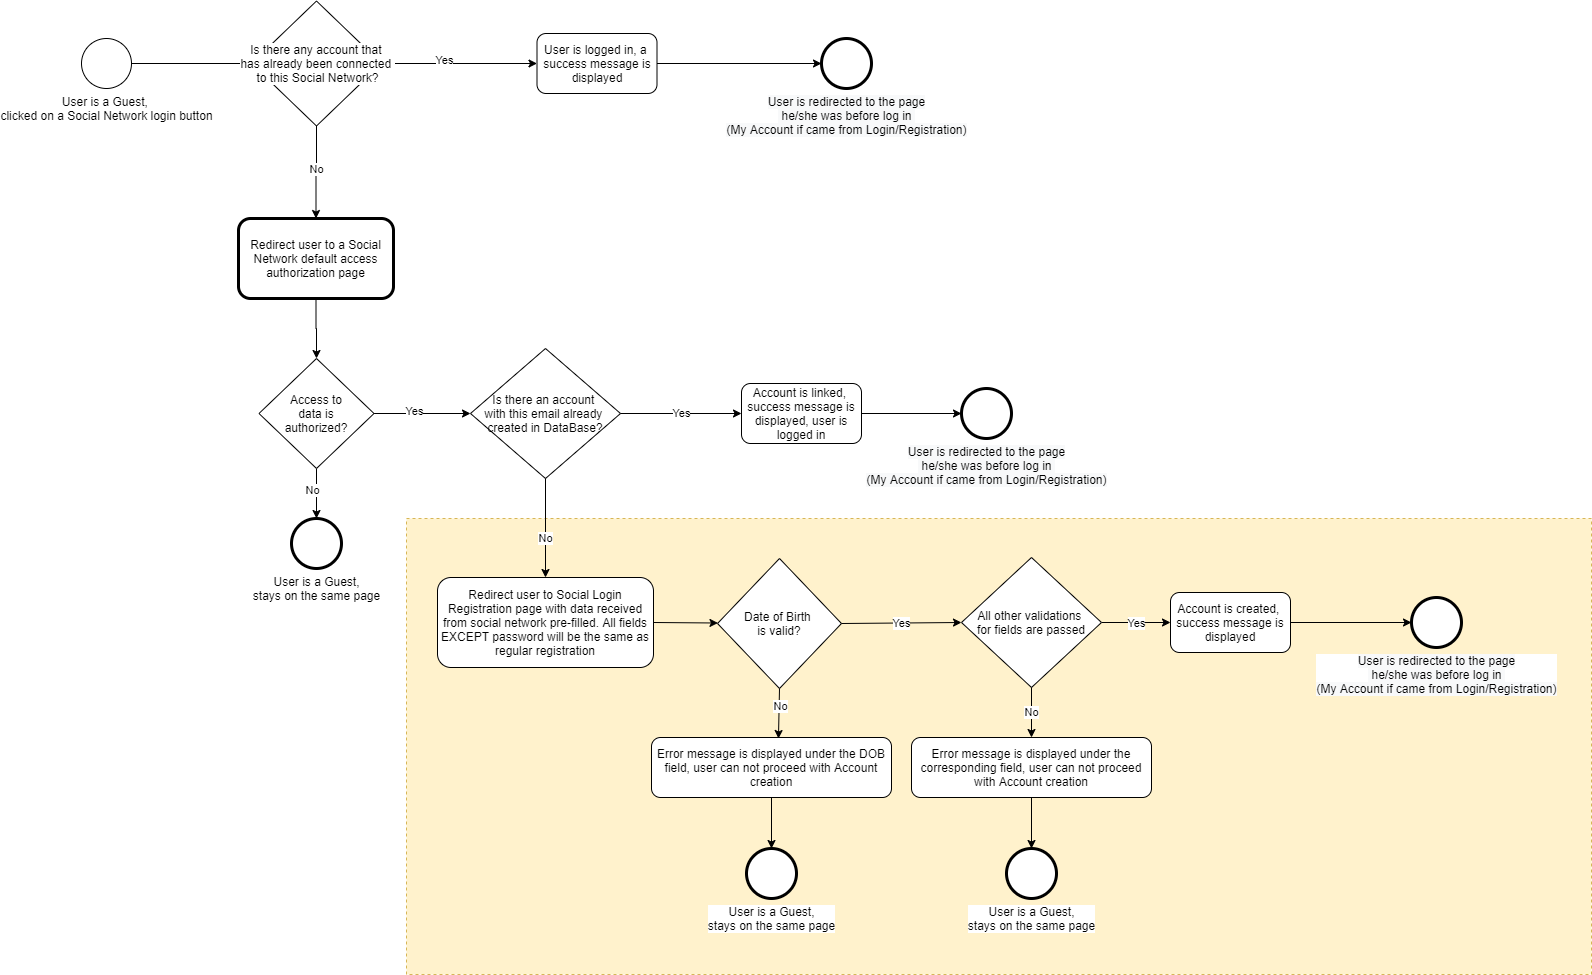 Is there any account that
has already been connected
to this Social Network?
Yes
User is logged in, a
success message is
displayed
User is a Guest,
clicked on a Social Network login button
User is redirected to the page
he/she was before log in
(My Account if came from Login/Registration)
No
Redirect user to a Social
Network default access
authorization page
Access to
data is
authorized?
Yes
Is there an account
with this email already
created in DataBase?
Yes
Account is linked,
success message is
displayed, user is
logged in
User is redirected to the page
he/she was before log in
(My Account if came from Login/Registration)
No
User is a Guest,
stays on the same page
No
Redirect user to Social Login
Registration page with data received
from social network pre-filled. All fields
EXCEPT password will be the same as
regular registration
Date of Birth
is valid?
Yes
All other validations
for fields are passed
Yes
Account is created,
success message is
displayed
User is redirected to the page
he/she was before log in
(My Account if came from Login/Registration)
No
No
Error message is displayed under the DOB
field, user can not proceed with Account
creation
Error message is displayed under the
corresponding field, user can not proceed
with Account creation
User is a Guest,
stays on the same page
User is a Guest,
stays on the same page